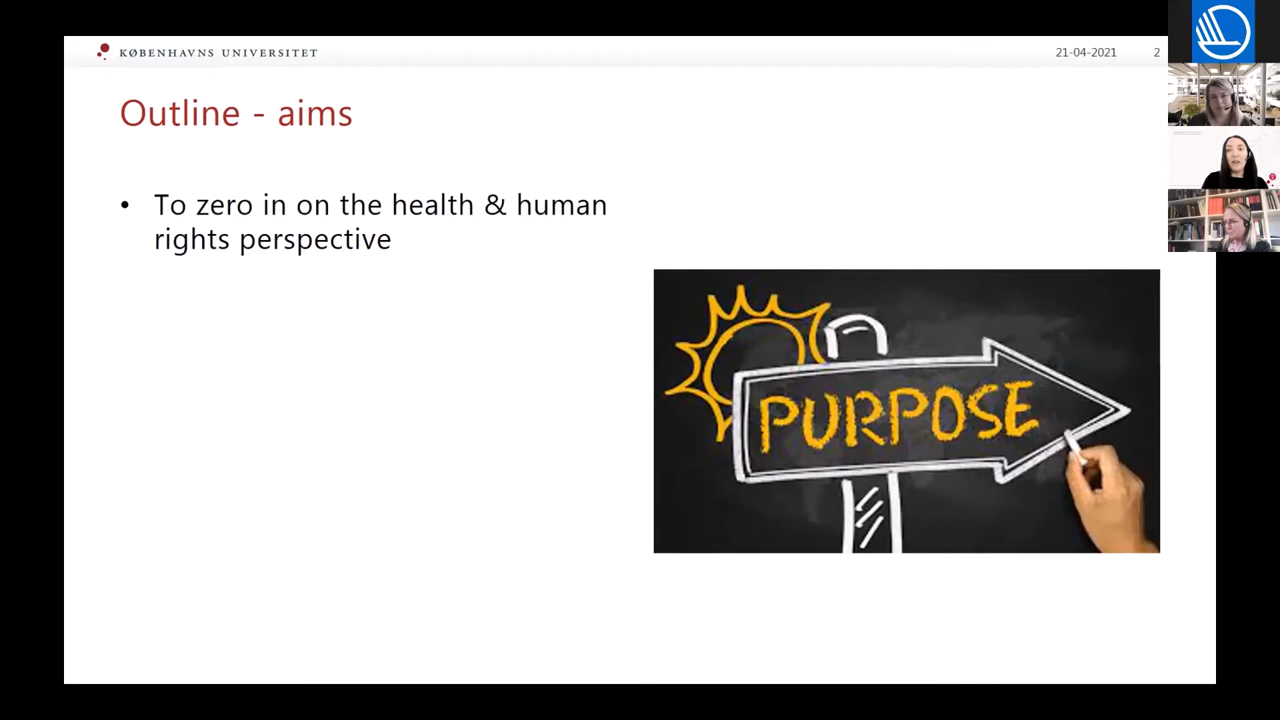 KØBENHAVNS UNIVERSITET
21-04-2021 2
Outline - aims
• To zero in on the health & human
rights perspective
PURPOSE